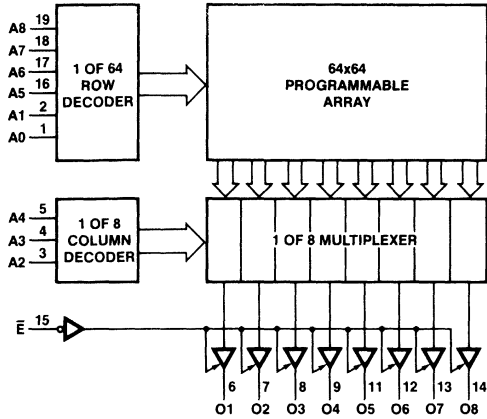 A8 19
A7 18
A6 17
A5 16
A1 2
A0 1
1 OF 64
ROW
DECODER
64x64
PROGRAMMABLE
ARRAY
A4 5
A3 4
A2 3
1 OF 8
COLUMN
DECODER
1 OF 8 MULTIPLEXER
E̅ 15
6 7 8 9 11 12 13 14
O1 O2 O3 O4 O5 O6 O7 O8